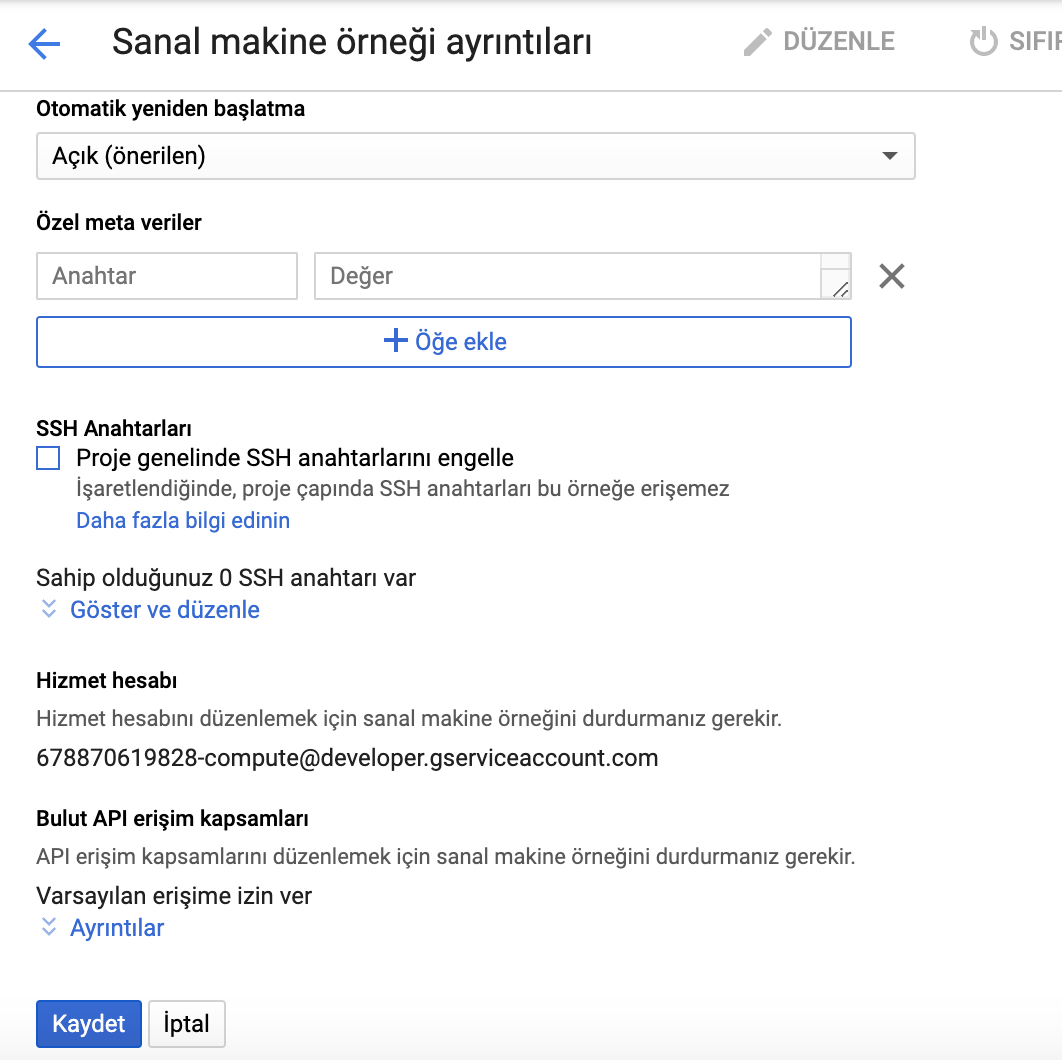 Sanal makine örneği ayrıntıları
DÜZENLE
SIFIR
Otomatik yeniden başlatma
Açık (önerilen)
Özel meta veriler
Anahtar
Değer
Öğe ekle
SSH Anahtarları
Proje genelinde SSH anahtarlarını engelle
İşaretlendiğinde, proje çapında SSH anahtarları bu örneğe erişemez
Daha fazla bilgi edinin
Sahip olduğunuz 0 SSH anahtarı var
Göster ve düzenle
Hizmet hesabı
Hizmet hesabını düzenlemek için sanal makine örneğini durdurmanız gerekir.
678870619828-compute@developer.gserviceaccount.com
Bulut API erişim kapsamları
API erişim kapsamlarını düzenlemek için sanal makine örneğini durdurmanız gerekir.
Varsayılan erişime izin ver
Ayrıntılar
Kaydet
İptal